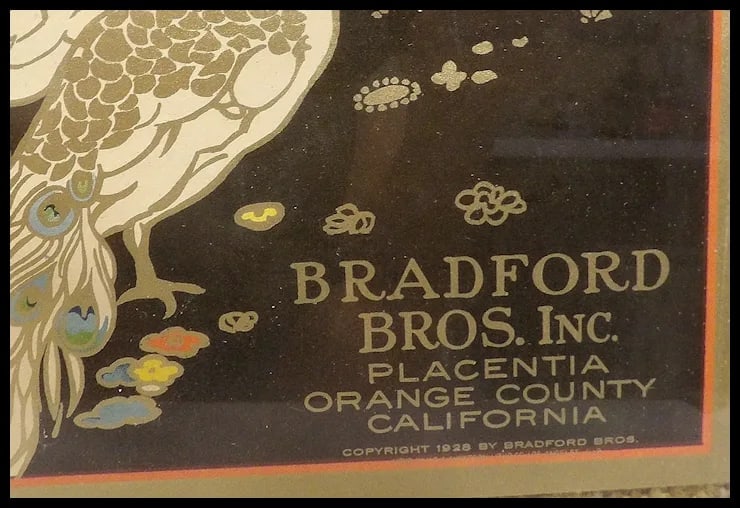 BRADFORD
BROS. INC.
PLACENTIA
ORANGE COUNTY
CALIFORNIA
COPYRIGHT 1928 BY BRADFORD BROS.